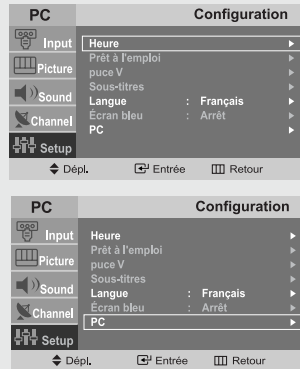 PC Configuration
Input
Picture
Sound
Channel
Setup
Heure
Prêt à l'emploi
puce V
Sous-titres
Langue : Français
Écran bleu : Arrêt
PC
Dépl. Entrée Retour
PC Configuration
Input
Picture
Sound
Channel
Setup
Heure
Prêt à l'emploi
puce V
Sous-titres
Langue : Français
Écran bleu : Arrêt
PC
Dépl. Entrée Retour